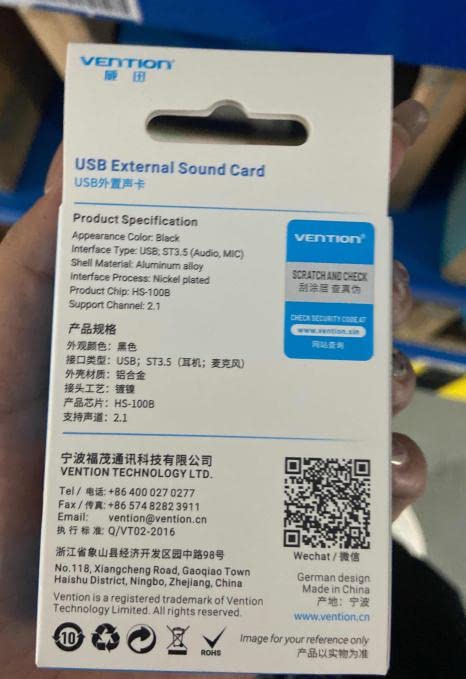 VENTION
威迅
USB External Sound Card
USB外置声卡
Product Specification
Appearance Color: Black
Interface Type: USB; ST3.5 (Audio, MIC)
Shell Material: Aluminum alloy
Interface Process: Nickel plated
Product Chip: HS-100B
Support Channel: 2.1
VENTION®
SCRATCH AND CHECK
刮涂层 查真伪
CHECK SECURITY CODE AT
www.vention.xin
网站查询
产品规格
外观颜色：黑色
接口类型：USB；ST3.5（耳机；麦克风）
外壳材质：铝合金
接头工艺：镀镍
产品芯片：HS-100B
支持声道：2.1
宁波福茂通讯科技有限公司
VENTION TECHNOLOGY LTD.
Tel / 电话: +86 400 027 0277
Fax / 传真: +86 574 8282 3911
Email: vention@vention.cn
执行标准: Q/VT02-2016
浙江省象山县经济开发区园中路98号
No.118, Xiangcheng Road, Gaoqiao Town
Haishu District, Ningbo, Zhejiang, China
Vention is a registered trademark of Vention
Technology Limited. All rights reserved.
Wechat / 微信
German design
Made in China
产地: 宁波
www.vention.cn
10
ROHS
Image for your reference only
产品以实物为准